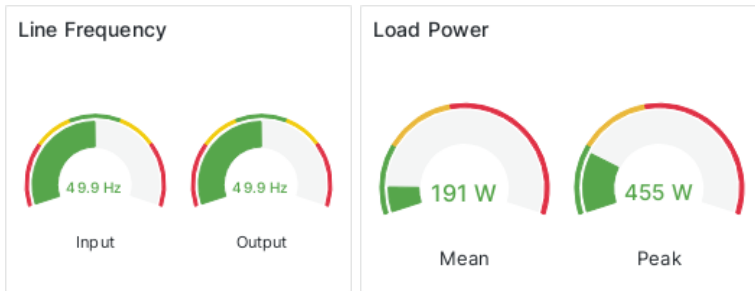 Line Frequency
49.9 Hz
Input
49.9 Hz
Output
Load Power
191 W
Mean
455 W
Peak